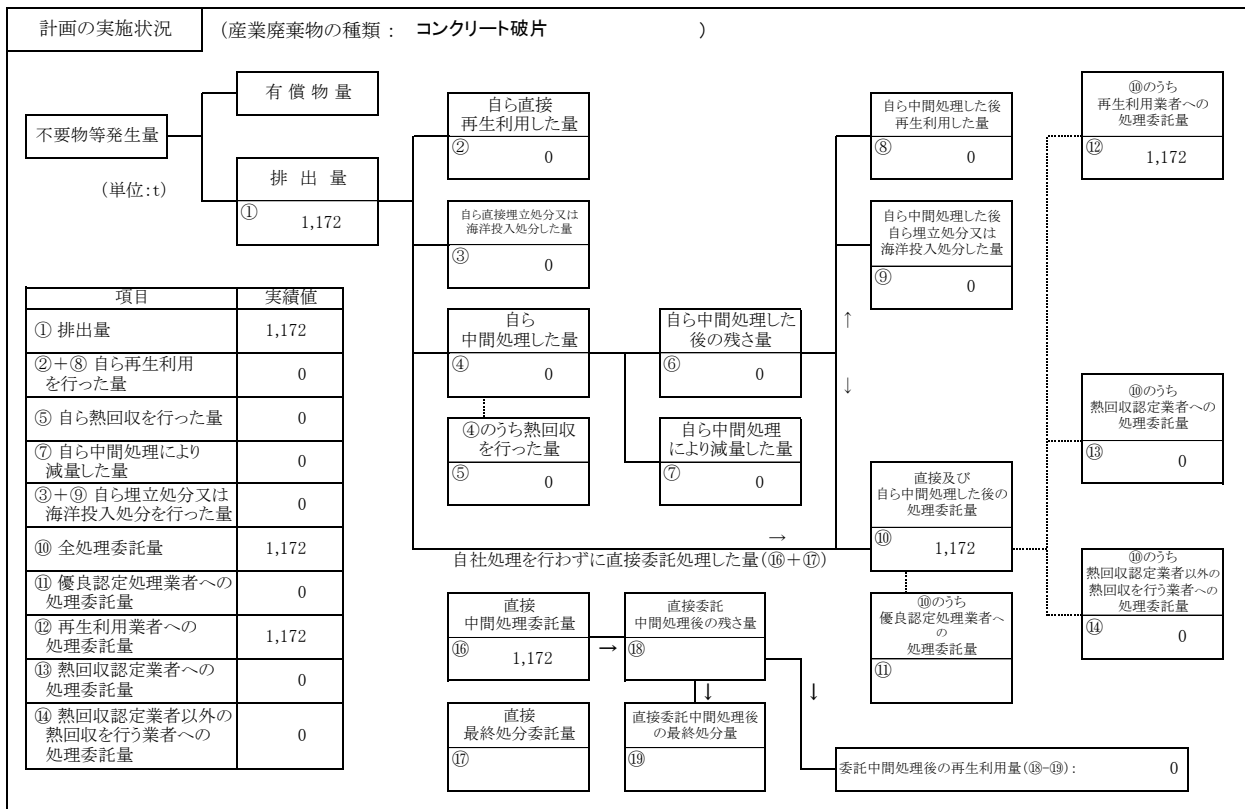 計画の実施状況
(産業廃棄物の種類： コンクリート破片 )
不要物等発生量
(単位:t)
有償物量
排出量
① 1,172
自ら直接
再生利用した量
② 0
自ら直接埋立処分又は
海洋投入処分した量
③ 0
自ら
中間処理した量
④ 0
④のうち熱回収
を行った量
⑤ 0
自ら中間処理した
後の残さ量
⑥ 0
自ら中間処理
により減量した量
⑦ 0
自ら中間処理した後
再生利用した量
⑧ 0
自ら中間処理した後
自ら埋立処分又は
海洋投入処分した量
⑨ 0
↑
↓
直接及び
自ら中間処理した後の
処理委託量
⑩ 1,172
⑩のうち
優良認定処理業者へ
の
処理委託量
⑪
⑩のうち
再生利用業者への
処理委託量
⑫ 1,172
⑩のうち
熱回収認定業者への
処理委託量
⑬ 0
⑩のうち
熱回収認定業者以外の
熱回収を行う業者への
処理委託量
⑭ 0
→
自社処理を行わずに直接委託処理した量(⑯+⑰)
直接
中間処理委託量
⑯ 1,172
→
直接委託
中間処理後の残さ量
⑱
↓
↓
直接
最終処分委託量
⑰
直接委託中間処理後
の最終処分量
⑲
委託中間処理後の再生利用量(⑱-⑲)： 0
項目 実績値
① 排出量 1,172
②+⑧ 自ら再生利用
を行った量 0
⑤ 自ら熱回収を行った量 0
⑦ 自ら中間処理により
減量した量 0
③+⑨ 自ら埋立処分又は
海洋投入処分を行った量 0
⑩ 全処理委託量 1,172
⑪ 優良認定処理業者への
処理委託量 0
⑫ 再生利用業者への
処理委託量 1,172
⑬ 熱回収認定業者への
処理委託量 0
⑭ 熱回収認定業者以外の
熱回収を行う業者への
処理委託量 0